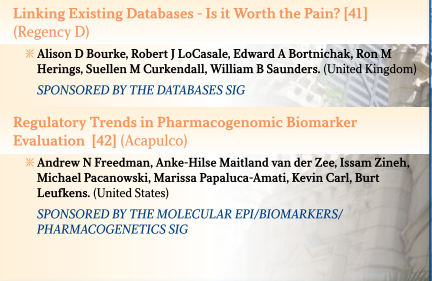 Linking Existing Databases - Is it Worth the Pain? [41]
(Regency D)
Alison D Bourke, Robert J LoCasale, Edward A Bortnichak, Ron M
Herings, Suellen M Curkendall, William B Saunders. (United Kingdom)
SPONSORED BY THE DATABASES SIG
Regulatory Trends in Pharmacogenomic Biomarker
Evaluation [42] (Acapulco)
Andrew N Freedman, Anke-Hilse Maitland van der Zee, Issam Zineh,
Michael Pacanowski, Marissa Papaluca-Amati, Kevin Carl, Burt
Leufkens. (United States)
SPONSORED BY THE MOLECULAR EPI/BIOMARKERS/
PHARMACOGENETICS SIG